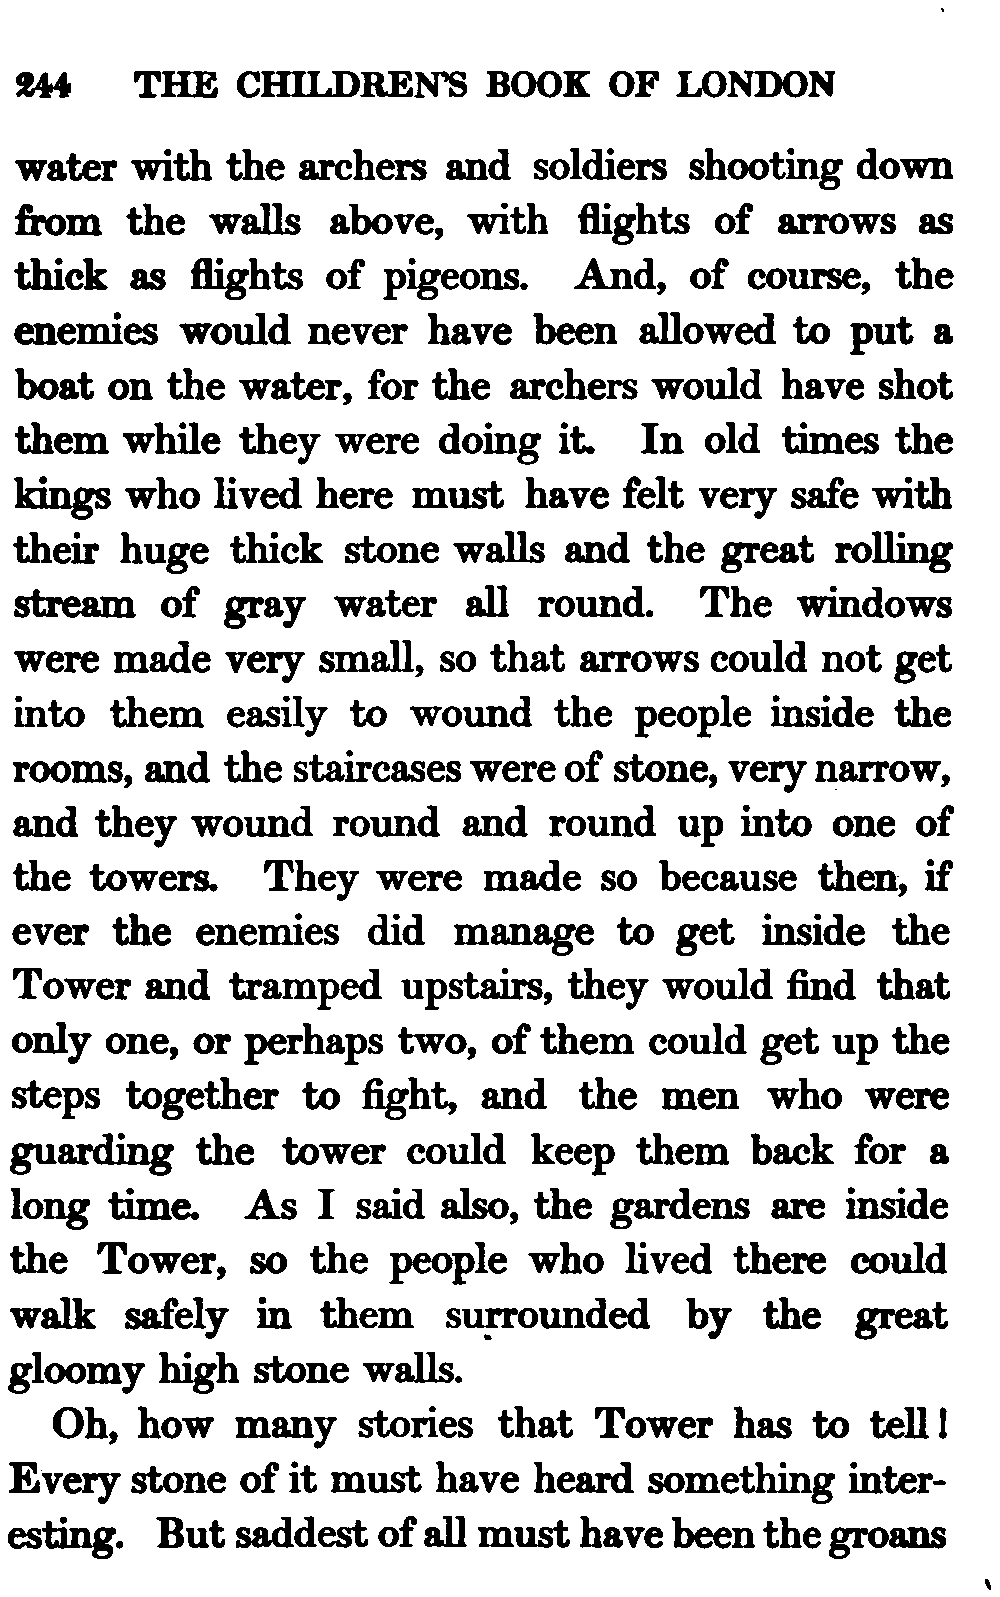 244 THE CHILDREN'S BOOK OF LONDON
water with the archers and soldiers shooting down
from the walls above, with flights of arrows as
thick as flights of pigeons. And, of course, the
enemies would never have been allowed to put a
boat on the water, for the archers would have shot
them while they were doing it. In old times the
kings who lived here must have felt very safe with
their huge thick stone walls and the great rolling
stream of gray water all round. The windows
were made very small, so that arrows could not get
into them easily to wound the people inside the
rooms, and the staircases were of stone, very narrow,
and they wound round and round up into one of
the towers. They were made so because then, if
ever the enemies did manage to get inside the
Tower and tramped upstairs, they would find that
only one, or perhaps two, of them could get up the
steps together to fight, and the men who were
guarding the tower could keep them back for a
long time. As I said also, the gardens are inside
the Tower, so the people who lived there could
walk safely in them surrounded by the great
gloomy high stone walls.
Oh, how many stories that Tower has to tell!
Every stone of it must have heard something inter-
esting. But saddest of all must have been the groans